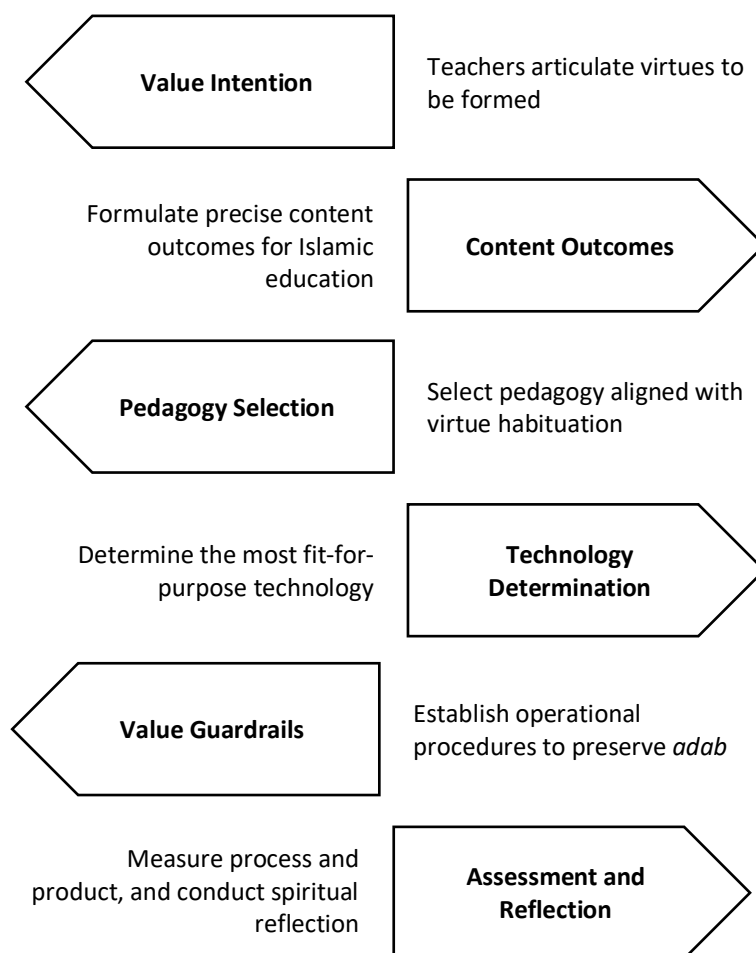 Value Intention
Teachers articulate virtues to
be formed
Formulate precise content
outcomes for Islamic
education
Content Outcomes
Pedagogy Selection
Select pedagogy aligned with
virtue habituation
Determine the most fit-for-
purpose technology
Technology
Determination
Value Guardrails
Establish operational
procedures to preserve adab
Measure process and
product, and conduct spiritual
reflection
Assessment and
Reflection